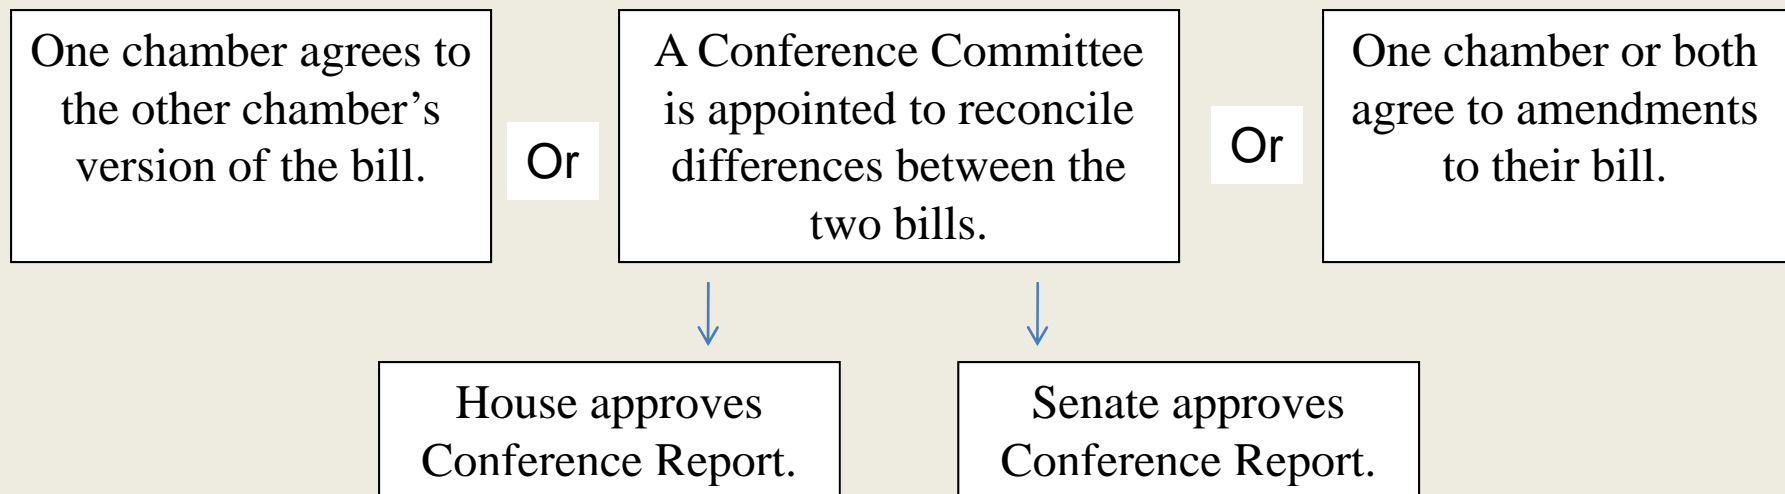 One chamber agrees to
the other chamber’s
version of the bill.
Or
A Conference Committee
is appointed to reconcile
differences between the
two bills.
Or
One chamber or both
agree to amendments
to their bill.
House approves
Conference Report.
Senate approves
Conference Report.